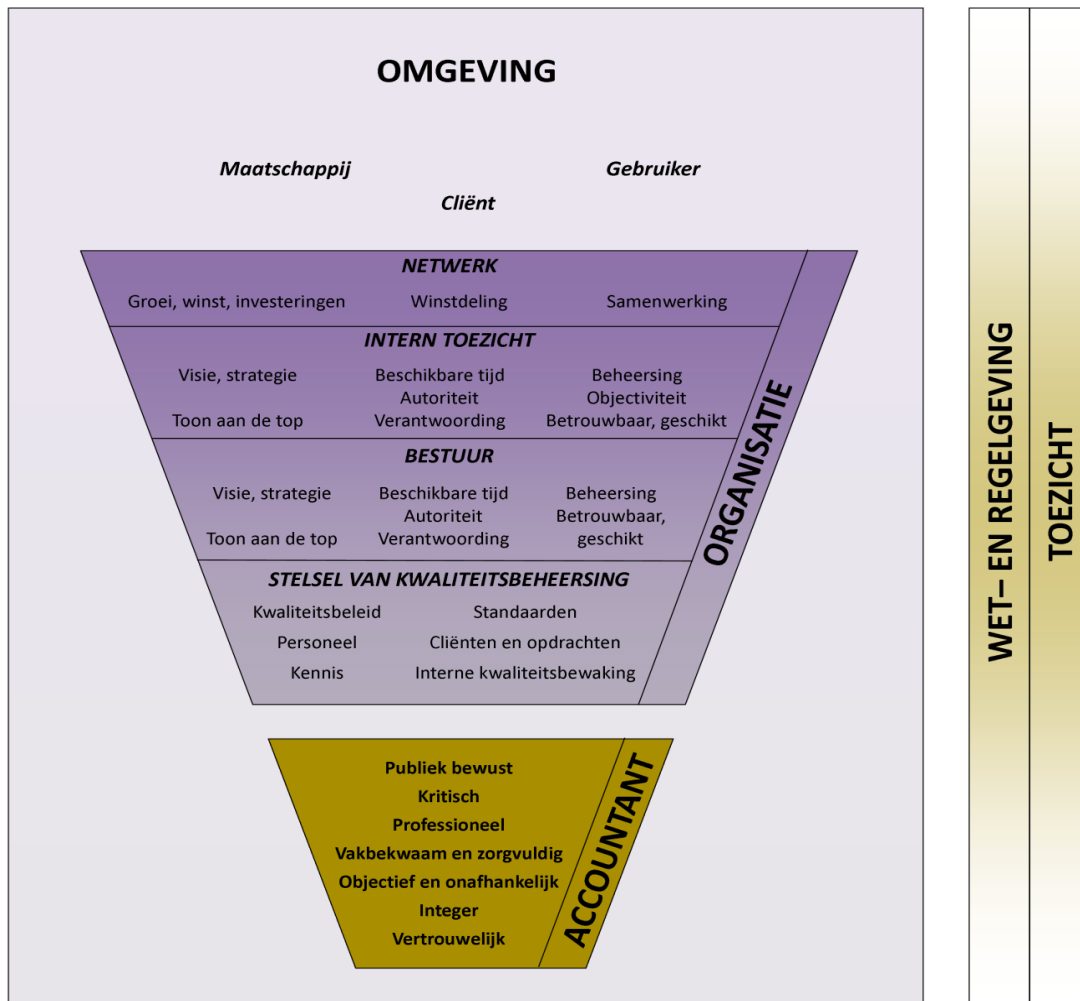 OMGEVING
Maatschappij
Gebruiker
Cliënt
NETWERK
Groei, winst, investeringen
Winstdeling
Samenwerking
INTERN TOEZICHT
Visie, strategie
Beschikbare tijd
Beheersing
Autoriteit
Objectiviteit
Toon aan de top
Verantwoording
Betrouwbaar, geschikt
BESTUUR
Visie, strategie
Beschikbare tijd
Beheersing
Autoriteit
Betrouwbaar,
Toon aan de top
Verantwoording
geschikt
STELSEL VAN KWALITEITSBEHEERSING
Kwaliteitsbeleid
Standaarden
Personeel
Cliënten en opdrachten
Kennis
Interne kwaliteitsbewaking
ORGANISATIE
Publiek bewust
Kritisch
Professioneel
Vakbekwaam en zorgvuldig
Objectief en onafhankelijk
Integer
Vertrouwelijk
ACCOUNTANT
WET– EN REGELGEVING
TOEZICHT